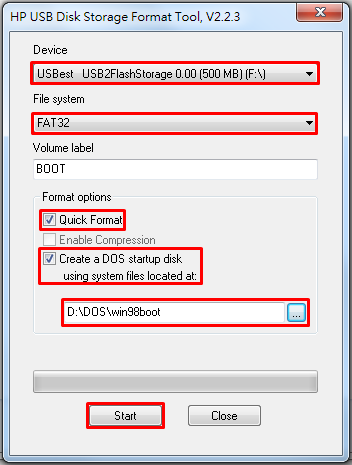 HP USB Disk Storage Format Tool, V2.2.3
Device
USBest   USB2FlashStorage 0.00 (500 MB) (F:\)
File system
FAT32
Volume label
BOOT
Format options
Quick Format
Enable Compression
Create a DOS startup disk
using system files located at:
D:\DOS\win98boot
...
Start
Close